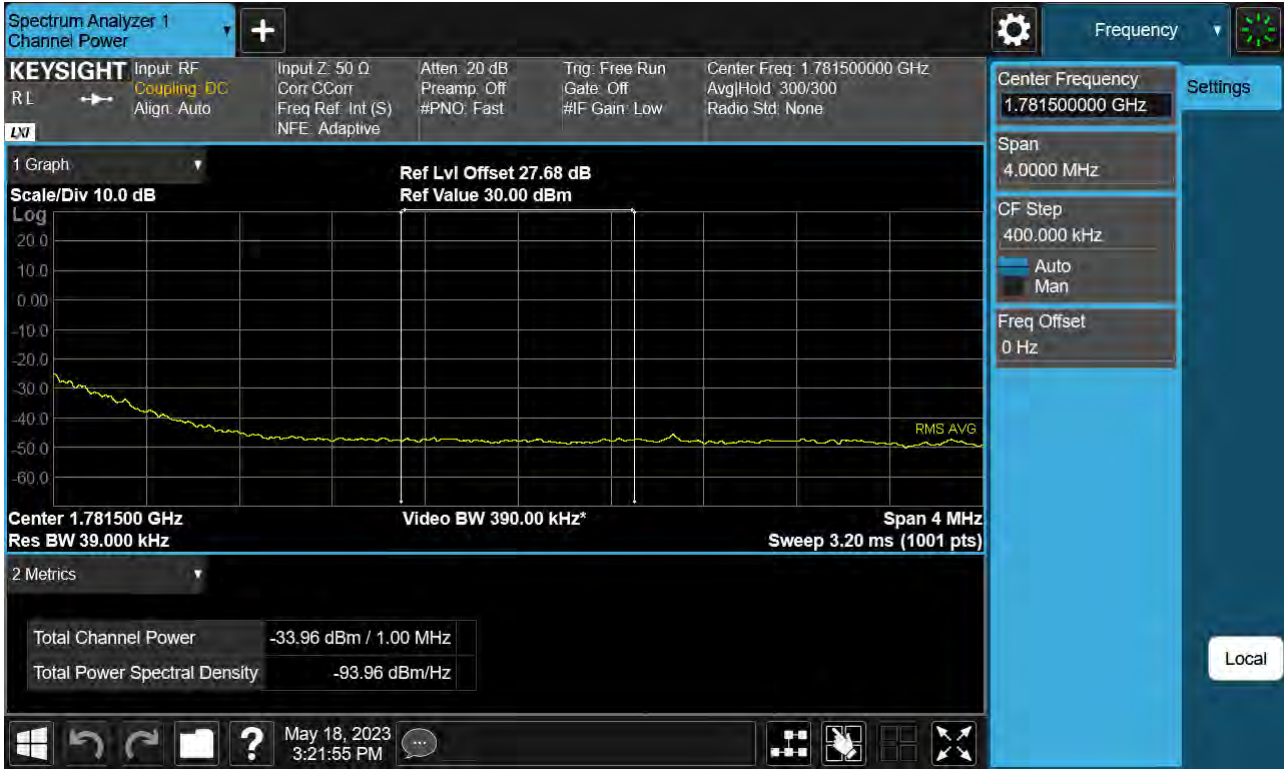 Spectrum Analyzer 1
Channel Power
Frequency
KEYSIGHT
RL
LXI
Input: RF
Coupling: DC
Align: Auto
Input Z: 50 Ω
Corr CCorr
Freq Ref: Int (S)
NFE: Adaptive
Atten: 20 dB
Preamp: Off
#PNO: Fast
Trig: Free Run
Gate: Off
#IF Gain: Low
Center Freq: 1.781500000 GHz
Avg|Hold: 300/300
Radio Std: None
1 Graph
Scale/Div 10.0 dB
Ref Lvl Offset 27.68 dB
Ref Value 30.00 dBm
Log
20.0
10.0
0.00
-10.0
-20.0
-30.0
-40.0
-50.0
-60.0
RMS AVG
Center 1.781500 GHz
Video BW 390.00 kHz*
Span 4 MHz
Res BW 39.000 kHz
Sweep 3.20 ms (1001 pts)
2 Metrics
Total Channel Power -33.96 dBm / 1.00 MHz
Total Power Spectral Density -93.96 dBm/Hz
?
May 18, 2023
3:21:55 PM
Center Frequency
1.781500000 GHz
Span
4.0000 MHz
CF Step
400.000 kHz
Auto
Man
Freq Offset
0 Hz
Settings
Local